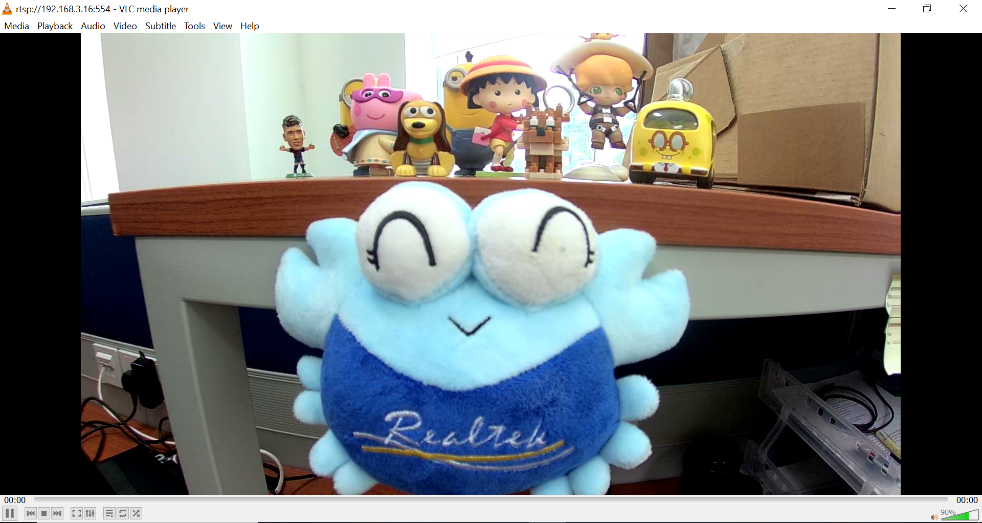 rtsp://192.168.3.16:554 - VLC media player
Media Playback Audio Video Subtitle Tools View Help
Realtek
00:00
00:00
90%